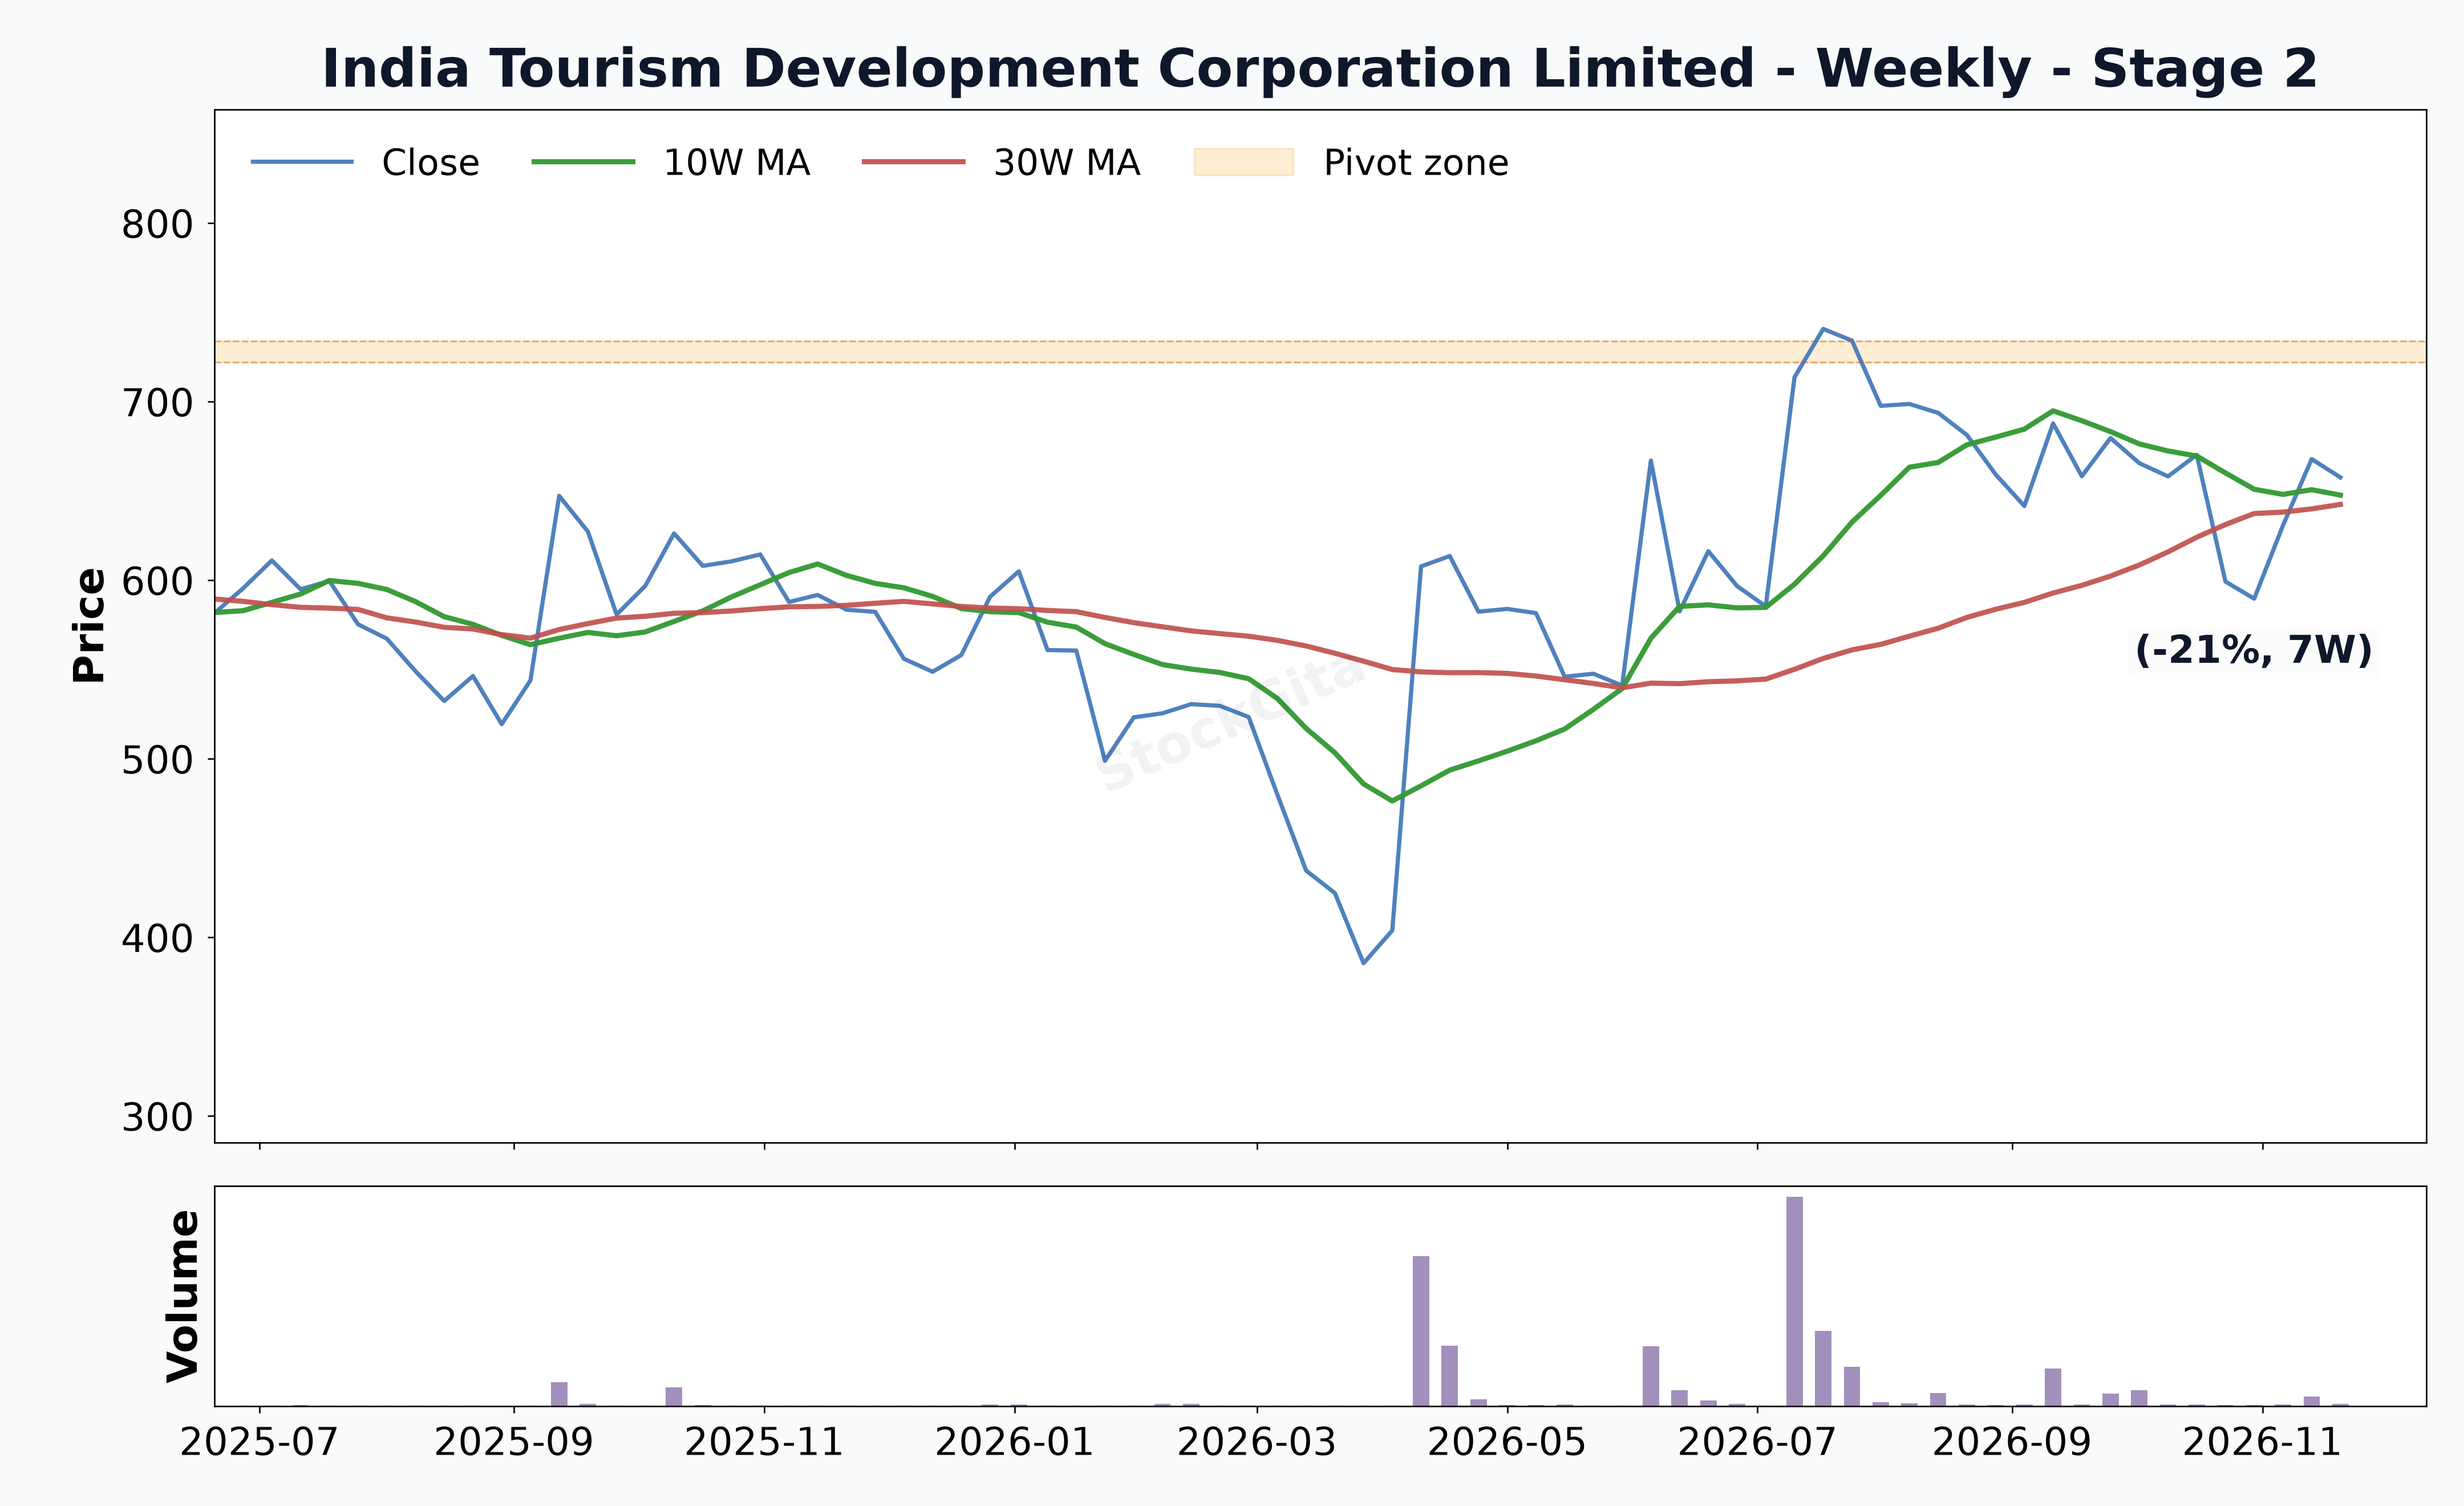 India Tourism Development Corporation Limited - Weekly - Stage 2
Close 10W MA 30W MA Pivot zone
800
700
600
500
400
300
Price
(-21%, 7W)
StockGita
Volume
2025-07 2025-09 2025-11 2026-01 2026-03 2026-05 2026-07 2026-09 2026-11